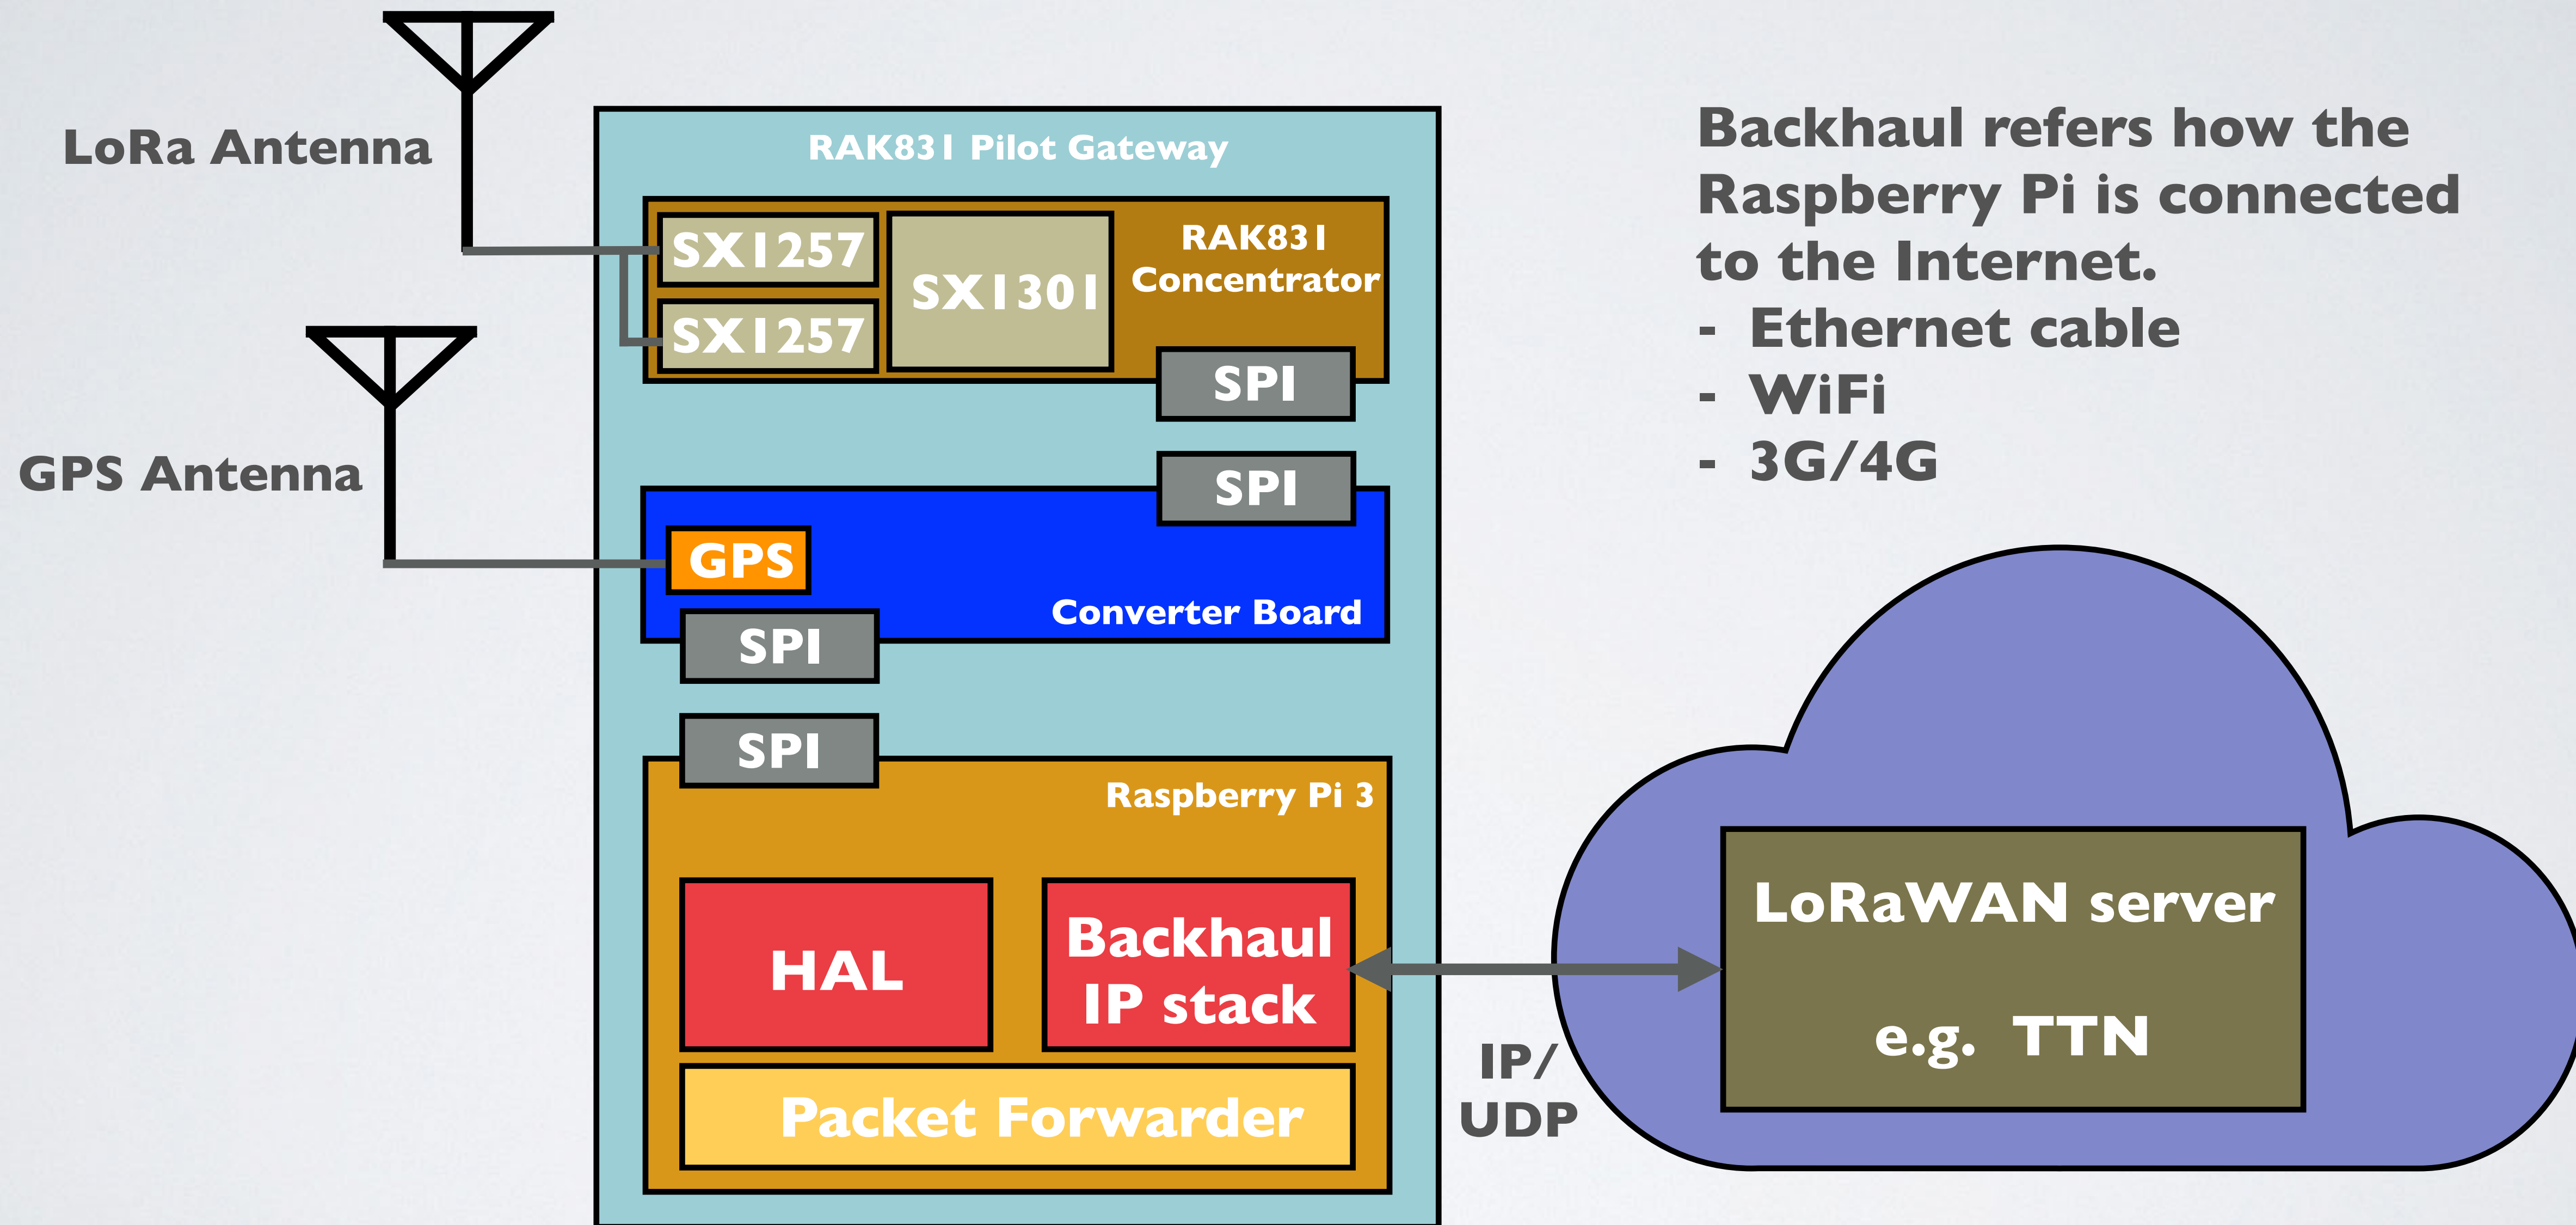 LoRa Antenna
GPS Antenna
RAK831 Pilot Gateway
SX1257
SX1257
SX1301
RAK831
Concentrator
SPI
SPI
GPS
Converter Board
SPI
SPI
Raspberry Pi 3
HAL
Backhaul
IP stack
Packet Forwarder
IP/
UDP
Backhaul refers how the
Raspberry Pi is connected
to the Internet.
- Ethernet cable
- WiFi
- 3G/4G
LoRaWAN server
e.g. TTN